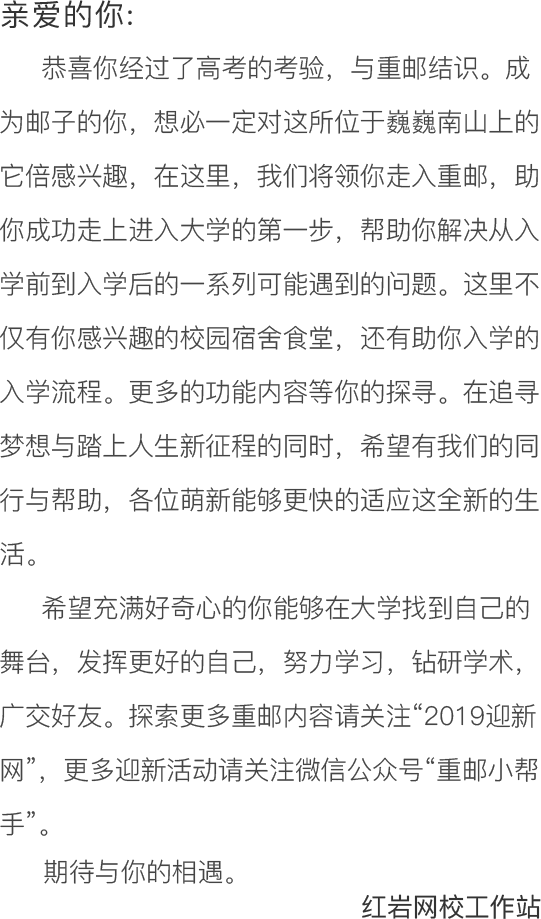 亲爱的你:
恭喜你经过了高考的考验，与重邮结识。成
为邮子的你，想必一定对这所位于巍巍南山上的
它倍感兴趣，在这里，我们将领你走入重邮，助
你成功走上进入大学的第一步，帮助你解决从入
学前到入学后的一系列可能遇到的问题。这里不
仅有你感兴趣的校园宿舍食堂，还有助你入学的
入学流程。更多的功能内容等你的探寻。在追寻
梦想与踏上人生新征程的同时，希望有我们的同
行与帮助，各位萌新能够更快的适应这全新的生
活。
希望充满好奇心的你能够在大学找到自己的
舞台，发挥更好的自己，努力学习，钻研学术，
广交好友。探索更多重邮内容请关注“2019迎新
网”，更多迎新活动请关注微信公众号“重邮小帮
手”。
期待与你的相遇。
红岩网校工作站